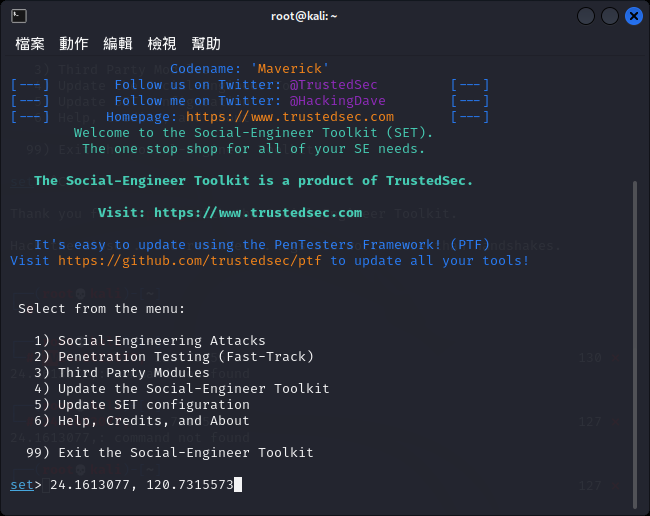 root@kali: ~
檔案 動作 編輯 檢視 幫助
Codename: 'Maverick'
[---] Follow us on Twitter: @TrustedSec [---]
[---] Follow me on Twitter: @HackingDave [---]
[---] Homepage: https://www.trustedsec.com [---]
Welcome to the Social-Engineer Toolkit (SET).
The one stop shop for all of your SE needs.
The Social-Engineer Toolkit is a product of TrustedSec.
Visit: https://www.trustedsec.com
It's easy to update using the PenTesters Framework! (PTF)
Visit https://github.com/trustedsec/ptf to update all your tools!
Select from the menu:
1) Social-Engineering Attacks
2) Penetration Testing (Fast-Track)
3) Third Party Modules
4) Update the Social-Engineer Toolkit
5) Update SET configuration
6) Help, Credits, and About
99) Exit the Social-Engineer Toolkit
set> 24.1613077, 120.7315573